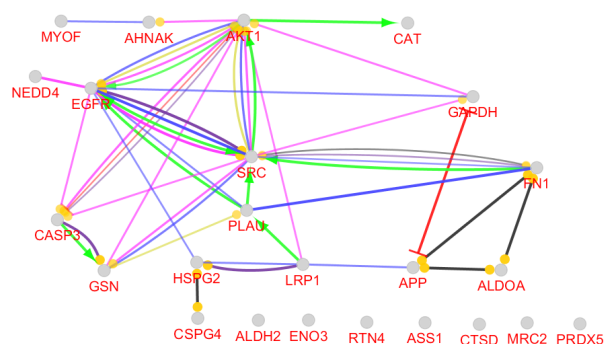 MYOF
AHNAK
AKT1
CAT
NEDD4
EGFR
GAPDH
SRC
FN1
CASP3
PLAU
GSN
HSPG2
LRP1
APP
ALDOA
CSPG4
ALDH2
ENO3
RTN4
ASS1
CTSD
MRC2
PRDX5